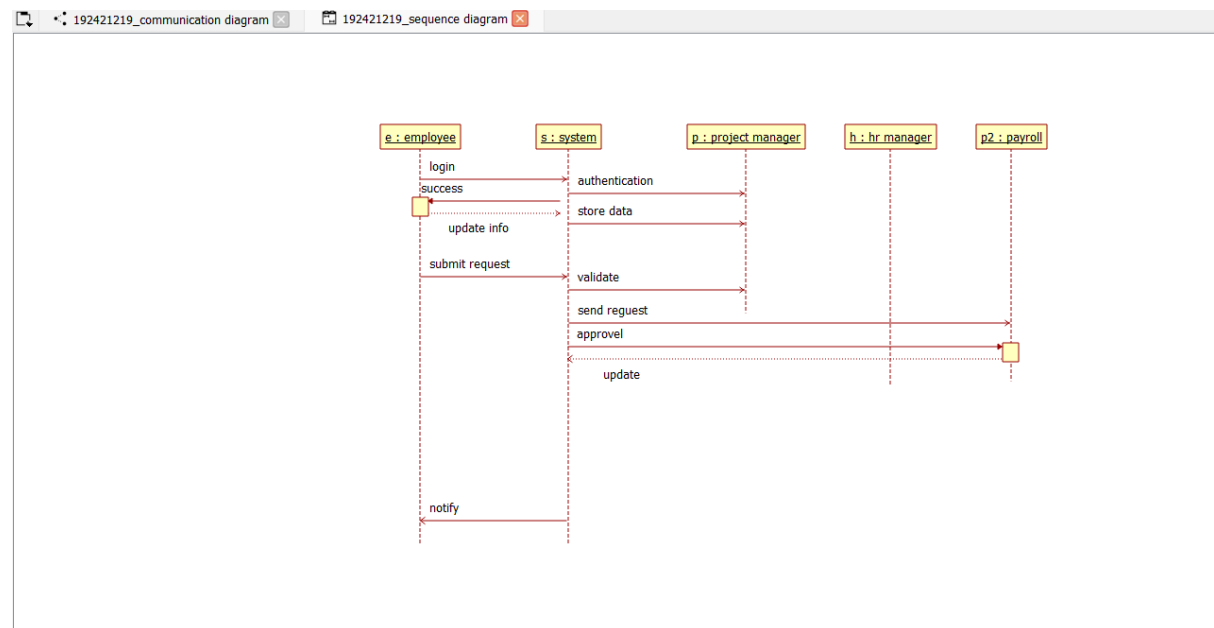 192421219_communication diagram
192421219_sequence diagram
e : employee
s : system
p : project manager
h : hr manager
p2 : payroll
login
authentication
success
store data
update info
submit request
validate
send reguest
approvel
update
notify